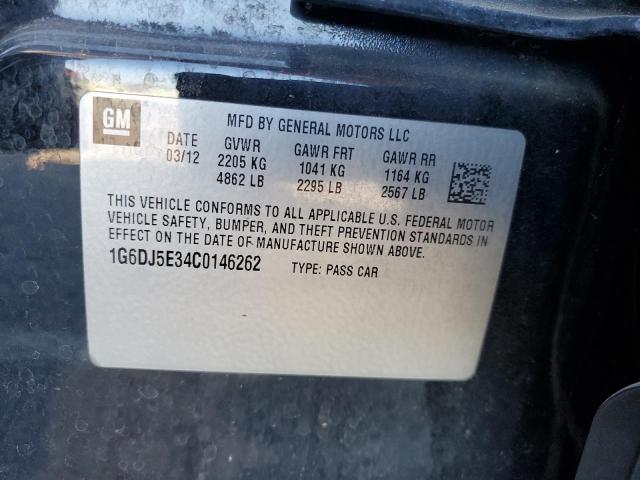 GM
MFD BY GENERAL MOTORS LLC
DATE GVWR GAWR FRT GAWR RR
03/12 2205 KG 1041 KG 1164 KG
4862 LB 2295 LB 2567 LB
THIS VEHICLE CONFORMS TO ALL APPLICABLE U.S. FEDERAL MOTOR
VEHICLE SAFETY, BUMPER, AND THEFT PREVENTION STANDARDS IN
EFFECT ON THE DATE OF MANUFACTURE SHOWN ABOVE.
1G6DJ5E34C0146262 TYPE: PASS CAR